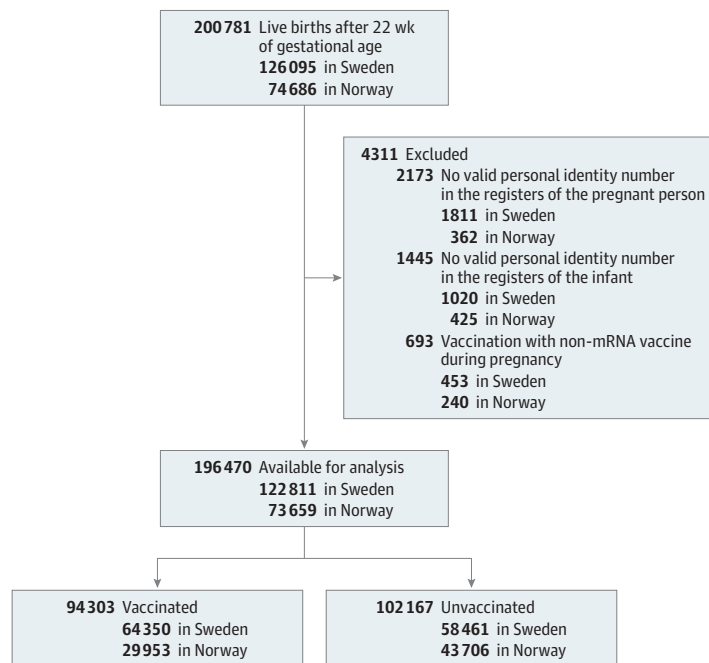 200781 Live births after 22 wk
of gestational age
126095 in Sweden
74686 in Norway
4311 Excluded
2173 No valid personal identity number
in the registers of the pregnant person
1811 in Sweden
362 in Norway
1445 No valid personal identity number
in the registers of the infant
1020 in Sweden
425 in Norway
693 Vaccination with non-mRNA vaccine
during pregnancy
453 in Sweden
240 in Norway
196470 Available for analysis
122811 in Sweden
73659 in Norway
94303 Vaccinated
64350 in Sweden
29953 in Norway
102167 Unvaccinated
58461 in Sweden
43706 in Norway